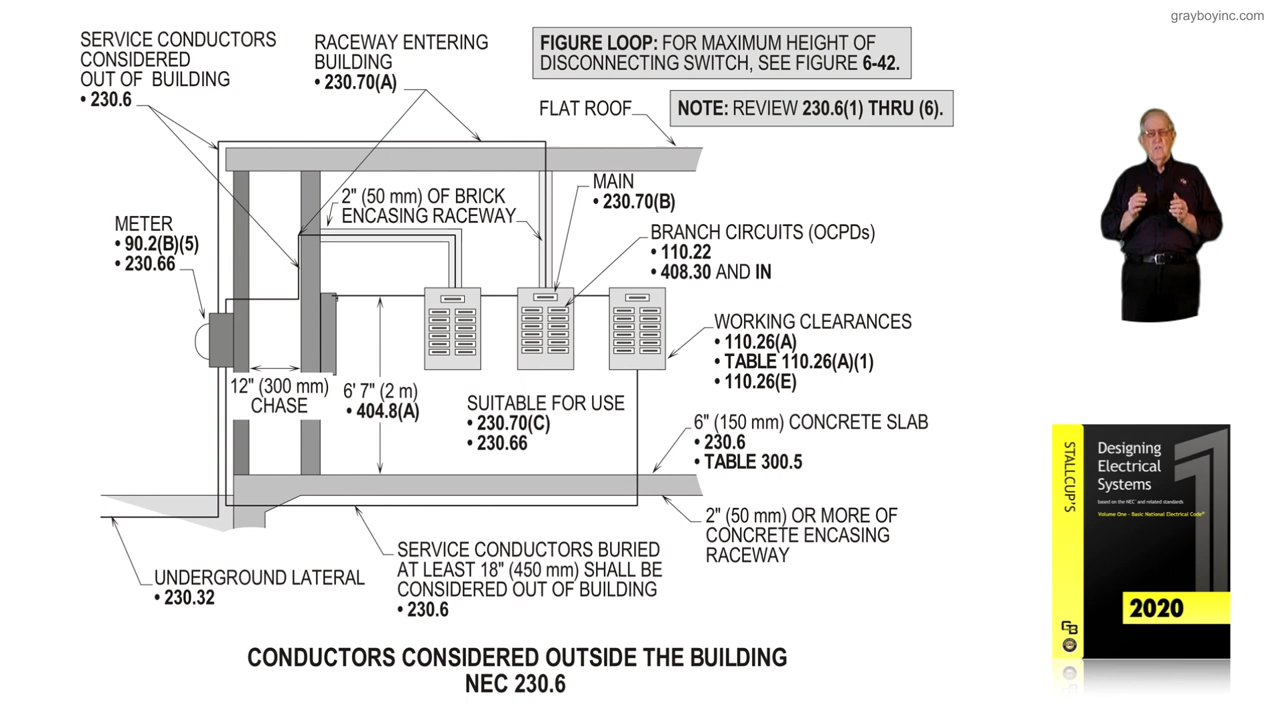 grayboyinc.com
SERVICE CONDUCTORS
CONSIDERED
OUT OF BUILDING
• 230.6
RACEWAY ENTERING
BUILDING
• 230.70(A)
FIGURE LOOP: FOR MAXIMUM HEIGHT OF
DISCONNECTING SWITCH, SEE FIGURE 6-42.
FLAT ROOF
NOTE: REVIEW 230.6(1) THRU (6).
2" (50 mm) OF BRICK
ENCASING RACEWAY
MAIN
• 230.70(B)
METER
• 90.2(B)(5)
• 230.66
BRANCH CIRCUITS (OCPDs)
• 110.22
• 408.30 AND IN
WORKING CLEARANCES
• 110.26(A)
• TABLE 110.26(A)(1)
• 110.26(E)
12" (300 mm)
CHASE
6' 7" (2 m)
• 404.8(A)
SUITABLE FOR USE
• 230.70(C)
• 230.66
6" (150 mm) CONCRETE SLAB
• 230.6
• TABLE 300.5
2" (50 mm) OR MORE OF
CONCRETE ENCASING
RACEWAY
SERVICE CONDUCTORS BURIED
AT LEAST 18" (450 mm) SHALL BE
CONSIDERED OUT OF BUILDING
• 230.6
UNDERGROUND LATERAL
• 230.32
CONDUCTORS CONSIDERED OUTSIDE THE BUILDING
NEC 230.6
STALLCUP'S
Designing
Electrical
Systems
based on the NEC® and related standards
Volume One - Basic National Electrical Code®
1
2020
GB